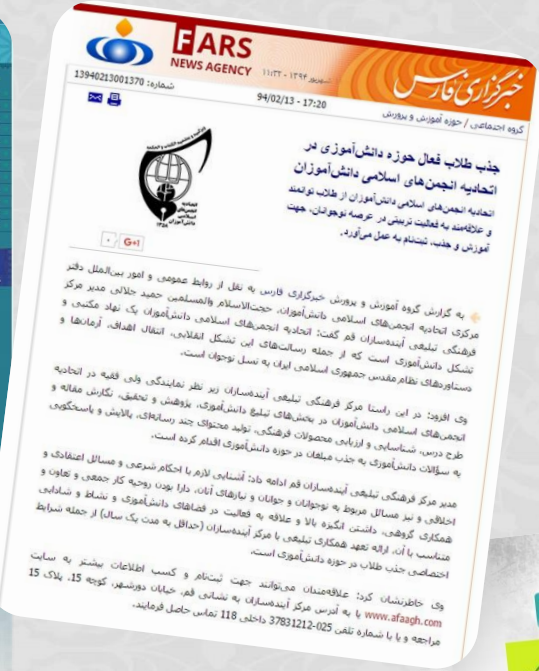 FARS
NEWS AGENCY
شهریور ۱۳۹۴ - ۱۱:۳۲
خبرگزاری فارس
شماره: 13940213001370
94/02/13 - 17:20
گروه اجتماعی / حوزه آموزش و پرورش
جذب طلاب فعال حوزه دانش‌آموزی در
اتحادیه انجمن‌های اسلامی دانش‌آموزان
اتحادیه انجمن‌های اسلامی دانش‌آموزان از طلاب توانمند
و علاقه‌مند به فعالیت تربیتی در عرصه نوجوانان، جهت
آموزش و جذب، ثبت‌نام به عمل می‌آورد.
اتحادیه
انجمن‌های
اسلامی
دانش‌آموزان
۰ G+1
به گزارش گروه آموزش و پرورش خبرگزاری فارس به نقل از روابط عمومی و امور بین‌الملل دفتر
مرکزی اتحادیه انجمن‌های اسلامی دانش‌آموزان، حجت‌الاسلام والمسلمین حمید جلالی مدیر مرکز
فرهنگی تبلیغی آینده‌سازان قم گفت: اتحادیه انجمن‌های اسلامی دانش‌آموزان یک نهاد مکتبی و
تشکل دانش‌آموزی است که از جمله رسالت‌های این تشکل انقلابی، انتقال اهداف، آرمان‌ها و
دستاوردهای نظام مقدس جمهوری اسلامی ایران به نسل نوجوان است.
وی افزود: در این راستا مرکز فرهنگی تبلیغی آینده‌سازان زیر نظر نمایندگی ولی فقیه در اتحادیه
انجمن‌های اسلامی دانش‌آموزان در بخش‌های تبلیغ دانش‌آموزی، پژوهش و تحقیق، نگارش مقاله و
طرح درس، شناسایی و ارزیابی محصولات فرهنگی، تولید محتوای چند رسانه‌ای، پالایش و پاسخگویی
به سؤالات دانش‌آموزی به جذب مبلغان در حوزه دانش‌آموزی اقدام کرده است.
مدیر مرکز فرهنگی تبلیغی آینده‌سازان قم ادامه داد: آشنایی لازم با احکام شرعی و مسائل اعتقادی و
اخلاقی و نیز مسائل مربوط به نوجوانان و جوانان و نیازهای آنان، دارا بودن روحیه کار جمعی و تعاون و
همکاری گروهی، داشتن انگیزه بالا و علاقه به فعالیت در فضاهای دانش‌آموزی و نشاط و شادابی
متناسب با آن، ارائه تعهد همکاری تبلیغی با مرکز آینده‌سازان (حداقل به مدت یک سال) از جمله شرایط
اختصاصی جذب طلاب در حوزه دانش‌آموزی است.
وی خاطرنشان کرد: علاقه‌مندان می‌توانند جهت ثبت‌نام و کسب اطلاعات بیشتر به سایت
www.afaagh.com یا به آدرس مرکز آینده‌سازان به نشانی قم، خیابان دورشهر، کوچه 15، پلاک 15
مراجعه و یا با شماره تلفن 025-37831212 داخلی 118 تماس حاصل فرمایند.